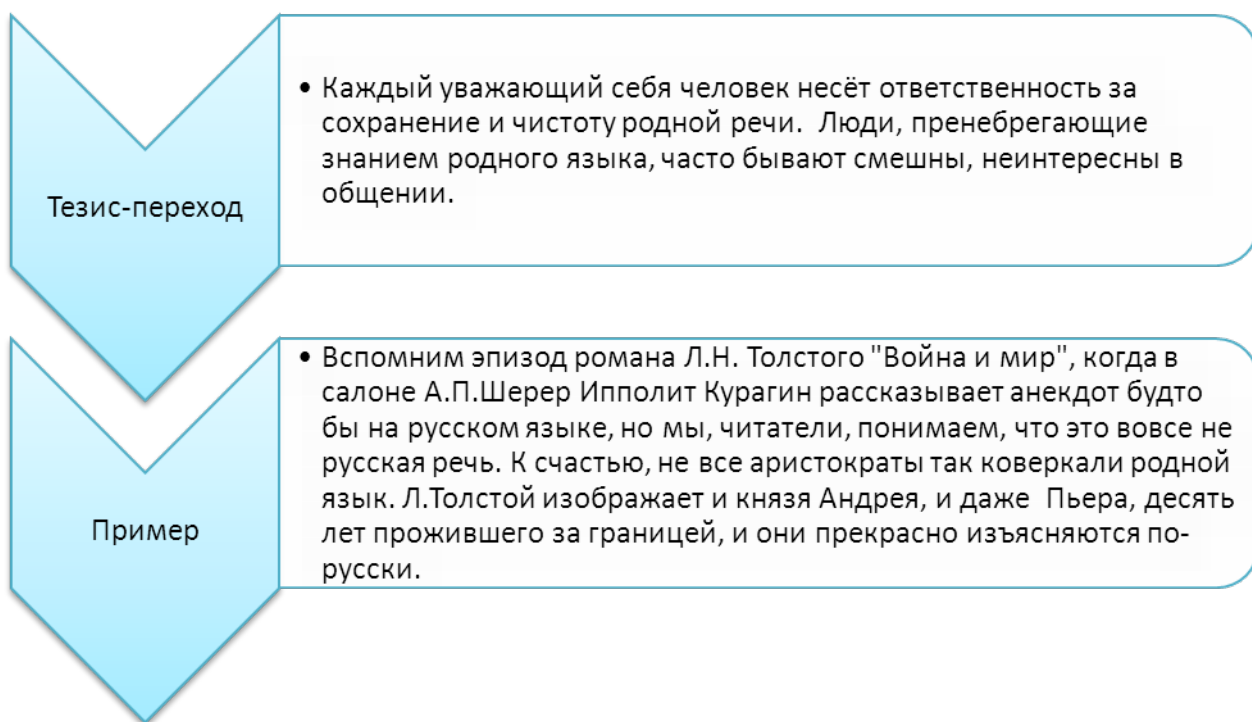 Тезис-переход
• Каждый уважающий себя человек несёт ответственность за
сохранение и чистоту родной речи.  Люди, пренебрегающие
знанием родного языка, часто бывают смешны, неинтересны в
общении.
Пример
• Вспомним эпизод романа Л.Н. Толстого "Война и мир", когда в
салоне А.П.Шерер Ипполит Курагин рассказывает анекдот будто
бы на русском языке, но мы, читатели, понимаем, что это вовсе не
русская речь. К счастью, не все аристократы так коверкали родной
язык. Л.Толстой изображает и князя Андрея, и даже  Пьера, десять
лет прожившего за границей, и они прекрасно изъясняются по-
русски.